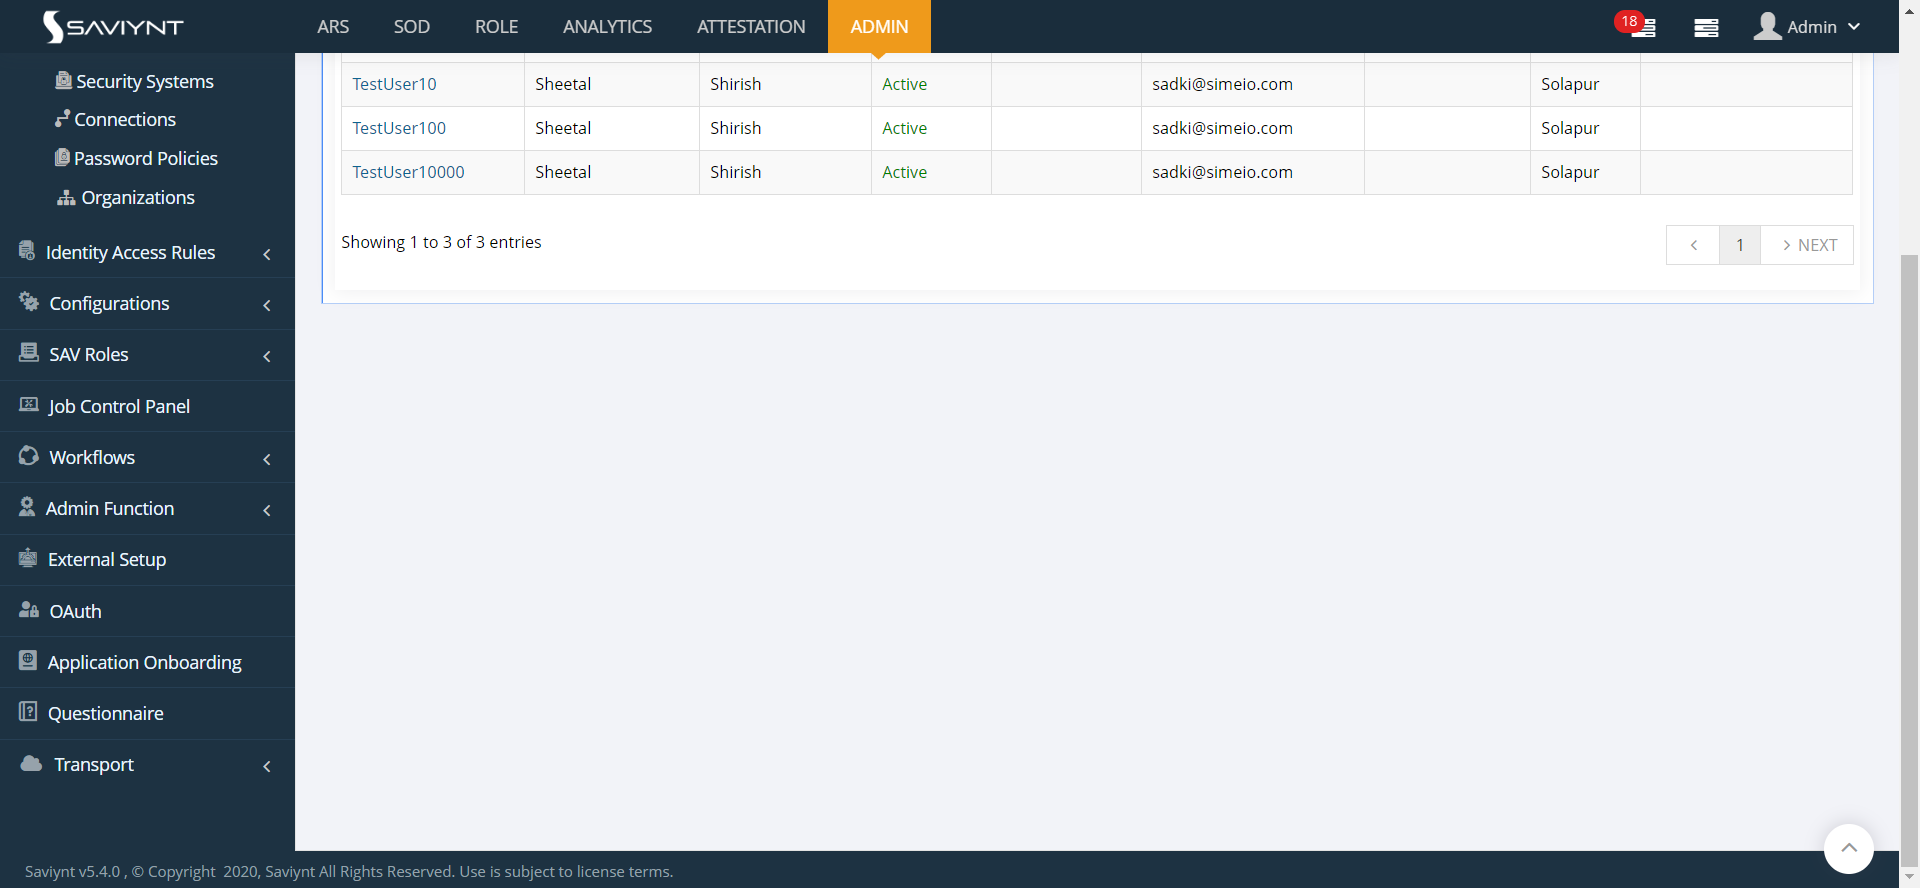 SAVIYNT
ARS SOD ROLE ANALYTICS ATTESTATION ADMIN 18 Admin
Security Systems
Connections
Password Policies
Organizations
Identity Access Rules
Configurations
SAV Roles
Job Control Panel
Workflows
Admin Function
External Setup
OAuth
Application Onboarding
Questionnaire
Transport
TestUser10 Sheetal Shirish Active sadki@simeio.com Solapur
TestUser100 Sheetal Shirish Active sadki@simeio.com Solapur
TestUser10000 Sheetal Shirish Active sadki@simeio.com Solapur
Showing 1 to 3 of 3 entries
1 NEXT
Saviynt v5.4.0 , © Copyright 2020, Saviynt All Rights Reserved. Use is subject to license terms.